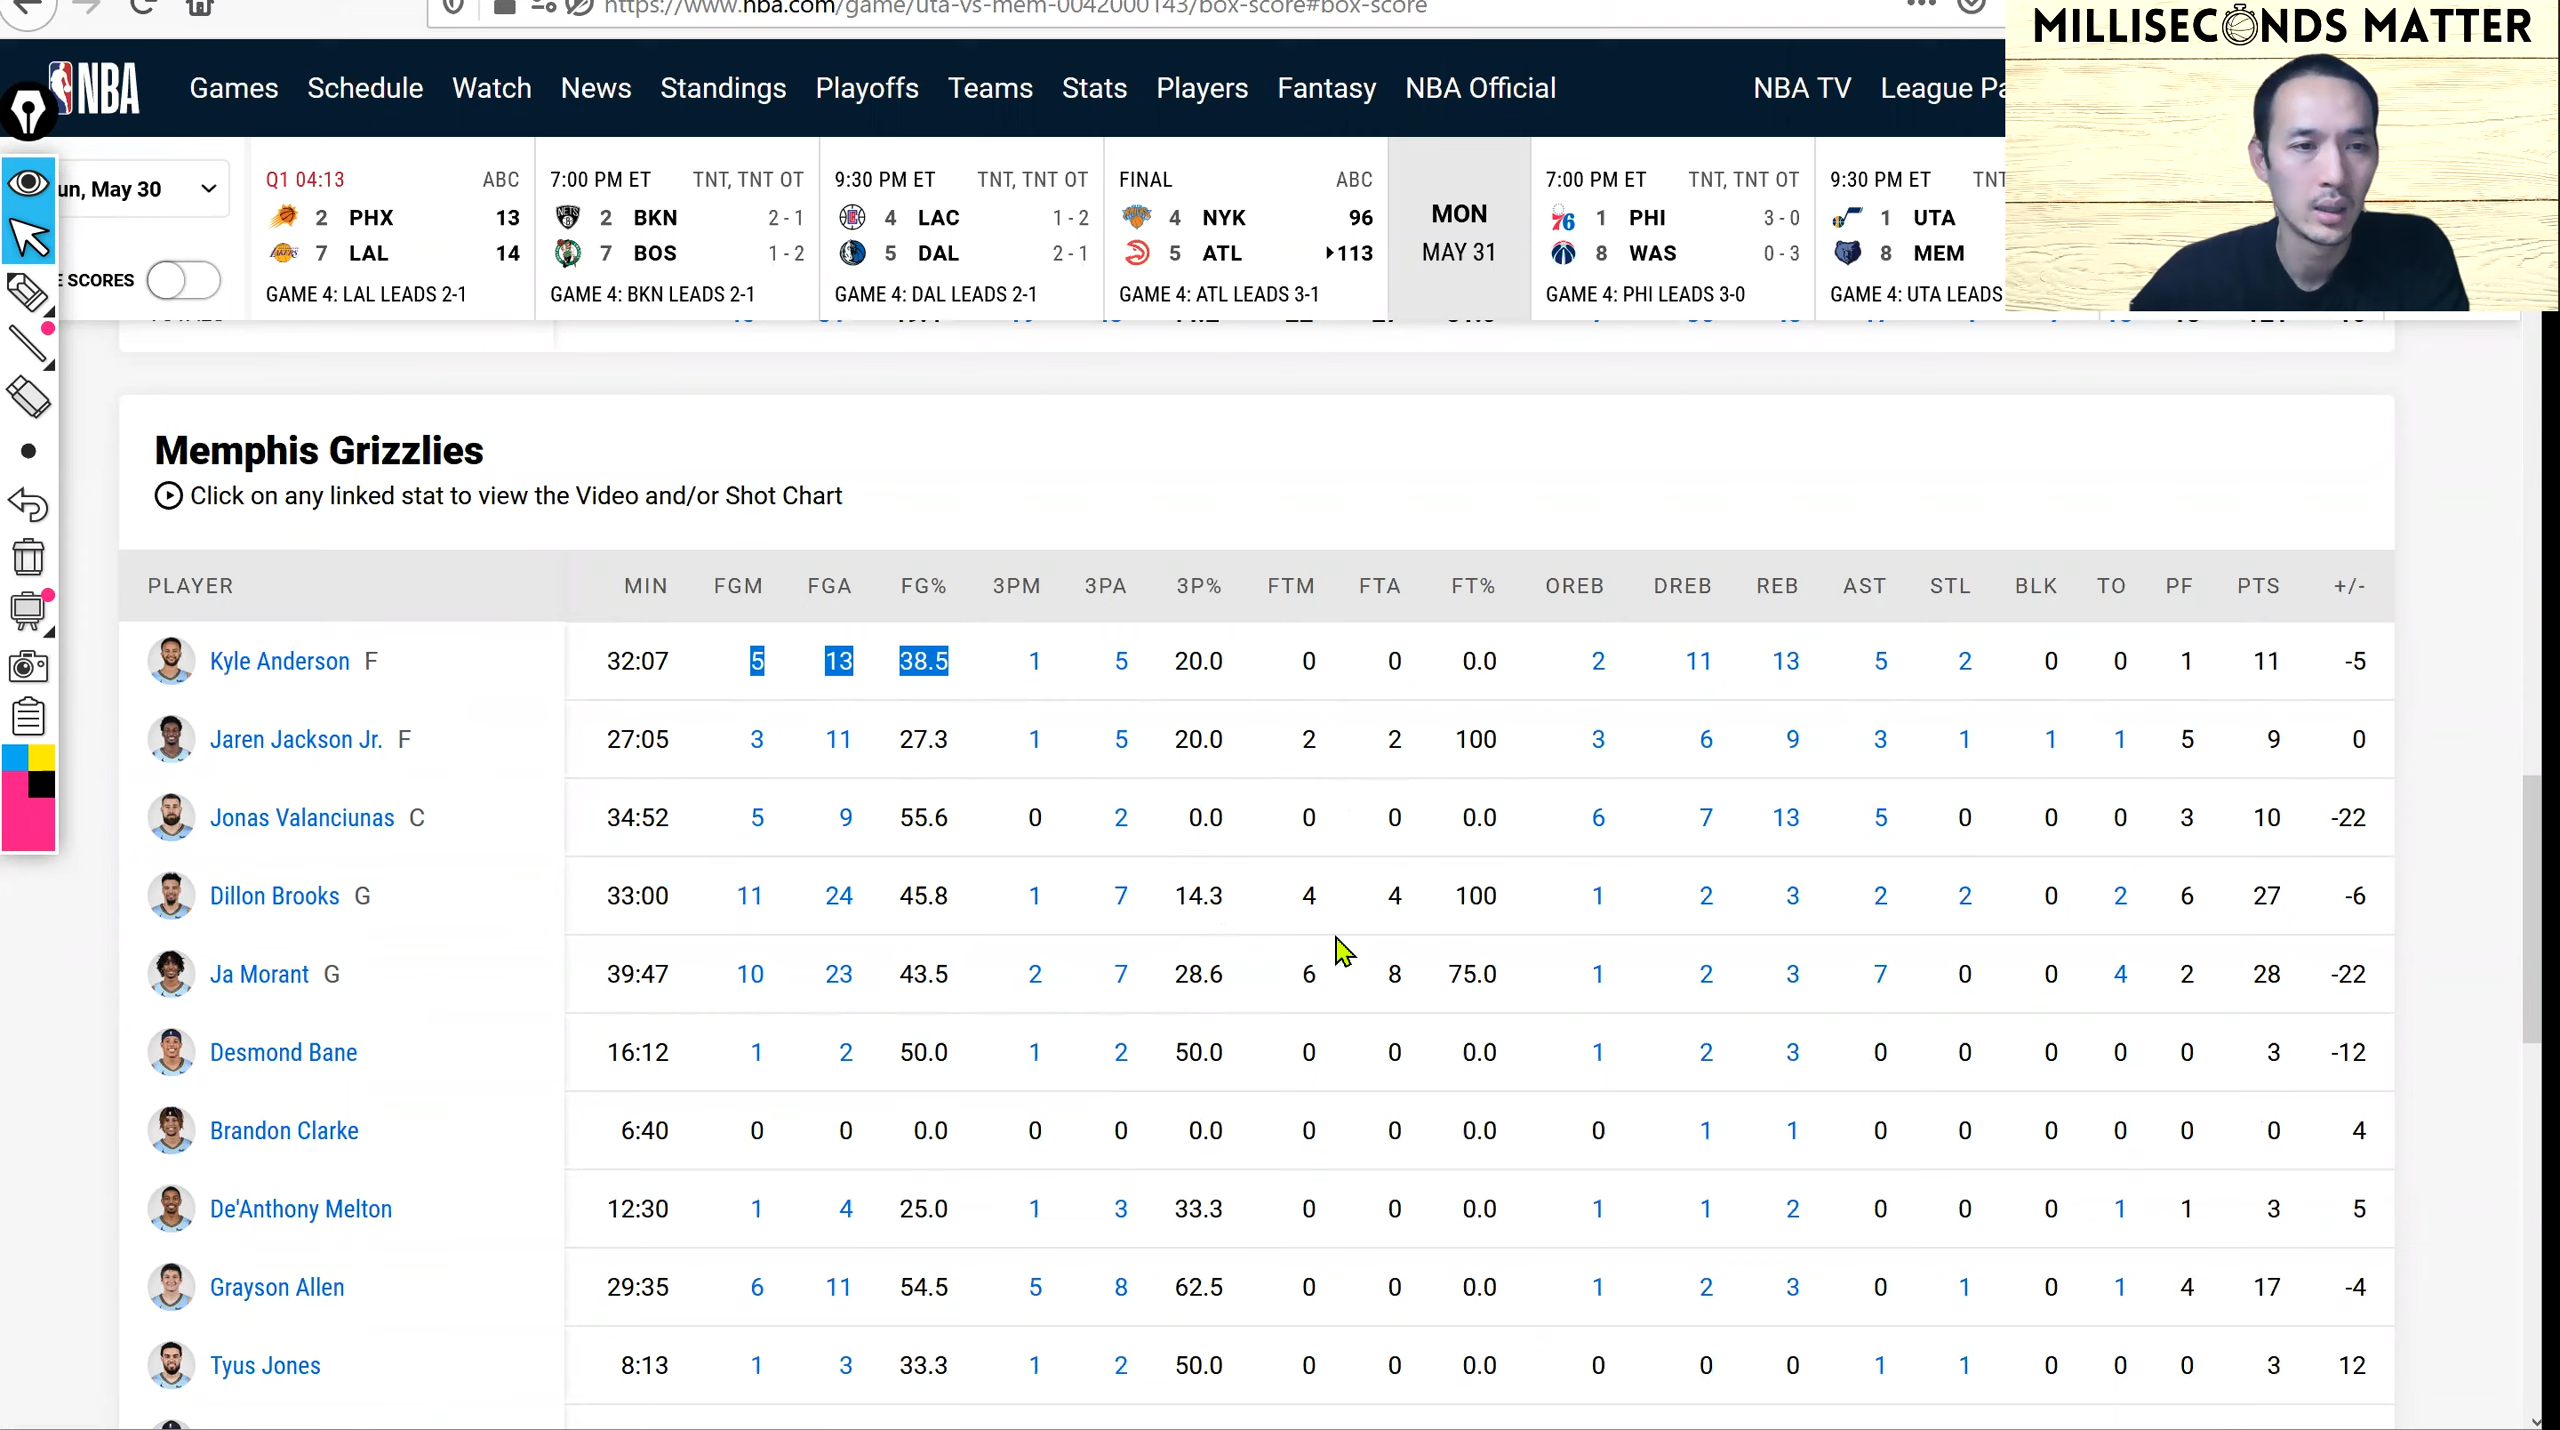 https://www.nba.com/game/uta-vs-mem-0042000143/box-score#box-score
MILLISECONDS MATTER
NBA Games Schedule Watch News Standings Playoffs Teams Stats Players Fantasy NBA Official NBA TV League Pa
un, May 30
E SCORES
Q1 04:13 ABC
2 PHX 13
7 LAL 14
GAME 4: LAL LEADS 2-1
7:00 PM ET TNT, TNT OT
2 BKN 2 - 1
7 BOS 1 - 2
GAME 4: BKN LEADS 2-1
9:30 PM ET TNT, TNT OT
4 LAC 1 - 2
5 DAL 2 - 1
GAME 4: DAL LEADS 2-1
FINAL ABC
4 NYK 96
5 ATL 113
GAME 4: ATL LEADS 3-1
MON
MAY 31
7:00 PM ET TNT, TNT OT
76 1 PHI 3 - 0
8 WAS 0 - 3
GAME 4: PHI LEADS 3-0
9:30 PM ET TNT
1 UTA
8 MEM
GAME 4: UTA LEADS
Memphis Grizzlies
Click on any linked stat to view the Video and/or Shot Chart
PLAYER MIN FGM FGA FG% 3PM 3PA 3P% FTM FTA FT% OREB DREB REB AST STL BLK TO PF PTS +/-
Kyle Anderson F 32:07 5 13 38.5 1 5 20.0 0 0 0.0 2 11 13 5 2 0 0 1 11 -5
Jaren Jackson Jr. F 27:05 3 11 27.3 1 5 20.0 2 2 100 3 6 9 3 1 1 1 5 9 0
Jonas Valanciunas C 34:52 5 9 55.6 0 2 0.0 0 0 0.0 6 7 13 5 0 0 0 3 10 -22
Dillon Brooks G 33:00 11 24 45.8 1 7 14.3 4 4 100 1 2 3 2 2 0 2 6 27 -6
Ja Morant G 39:47 10 23 43.5 2 7 28.6 6 8 75.0 1 2 3 7 0 0 4 2 28 -22
Desmond Bane 16:12 1 2 50.0 1 2 50.0 0 0 0.0 1 2 3 0 0 0 0 0 3 -12
Brandon Clarke 6:40 0 0 0.0 0 0 0.0 0 0 0.0 0 1 1 0 0 0 0 0 0 4
De'Anthony Melton 12:30 1 4 25.0 1 3 33.3 0 0 0.0 1 1 2 0 0 0 1 1 3 5
Grayson Allen 29:35 6 11 54.5 5 8 62.5 0 0 0.0 1 2 3 0 1 0 1 4 17 -4
Tyus Jones 8:13 1 3 33.3 1 2 50.0 0 0 0.0 0 0 0 1 1 0 0 0 3 12